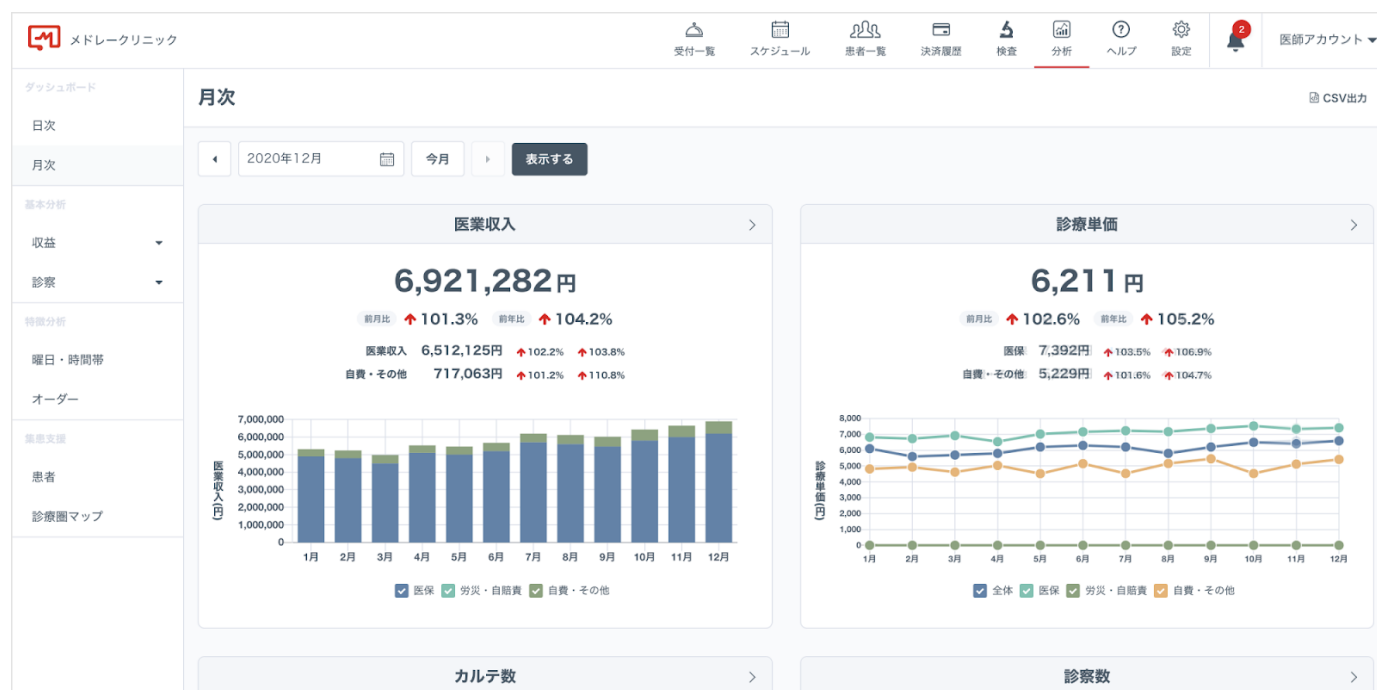 メドレークリニック
受付一覧
スケジュール
患者一覧
決済履歴
検査
分析
ヘルプ
設定
2
医師アカウント
ダッシュボード
日次
月次
基本分析
収益
診察
特徴分析
曜日・時間帯
オーダー
集患支援
患者
診療圏マップ
月次
CSV出力
2020年12月
今月
表示する
医業収入
6,921,282円
前月比 101.3% 前年比 104.2%
医業収入 6,512,125円 102.2% 103.8%
自費・その他 717,063円 101.2% 110.8%
医業収入(円)
7,000,000
6,000,000
5,000,000
4,000,000
3,000,000
2,000,000
1,000,000
0
1月 2月 3月 4月 5月 6月 7月 8月 9月 10月 11月 12月
医保 労災・自賠責 自費・その他
診療単価
6,211円
前月比 102.6% 前年比 105.2%
医保 7,392円 103.5% 106.9%
自費・その他 5,229円 101.6% 104.7%
診療単価(円)
8,000
7,000
6,000
5,000
4,000
3,000
2,000
1,000
0
1月 2月 3月 4月 5月 6月 7月 8月 9月 10月 11月 12月
全体 医保 労災・自賠責 自費・その他
カルテ数
診察数